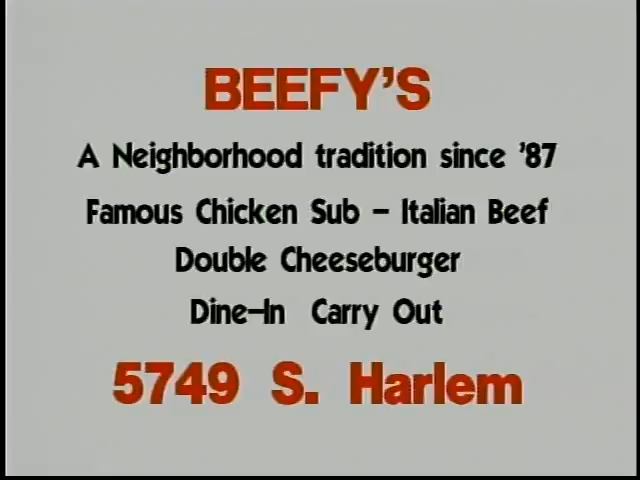 BEEFY'S
A Neighborhood tradition since '87
Famous Chicken Sub - Italian Beef
Double Cheeseburger
Dine-In Carry Out
5749 S. Harlem